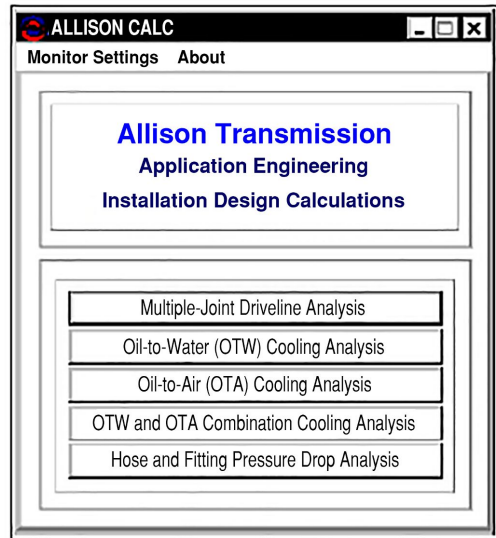 ALLISON CALC
Monitor Settings About
Allison Transmission
Application Engineering
Installation Design Calculations
Multiple-Joint Driveline Analysis
Oil-to-Water (OTW) Cooling Analysis
Oil-to-Air (OTA) Cooling Analysis
OTW and OTA Combination Cooling Analysis
Hose and Fitting Pressure Drop Analysis